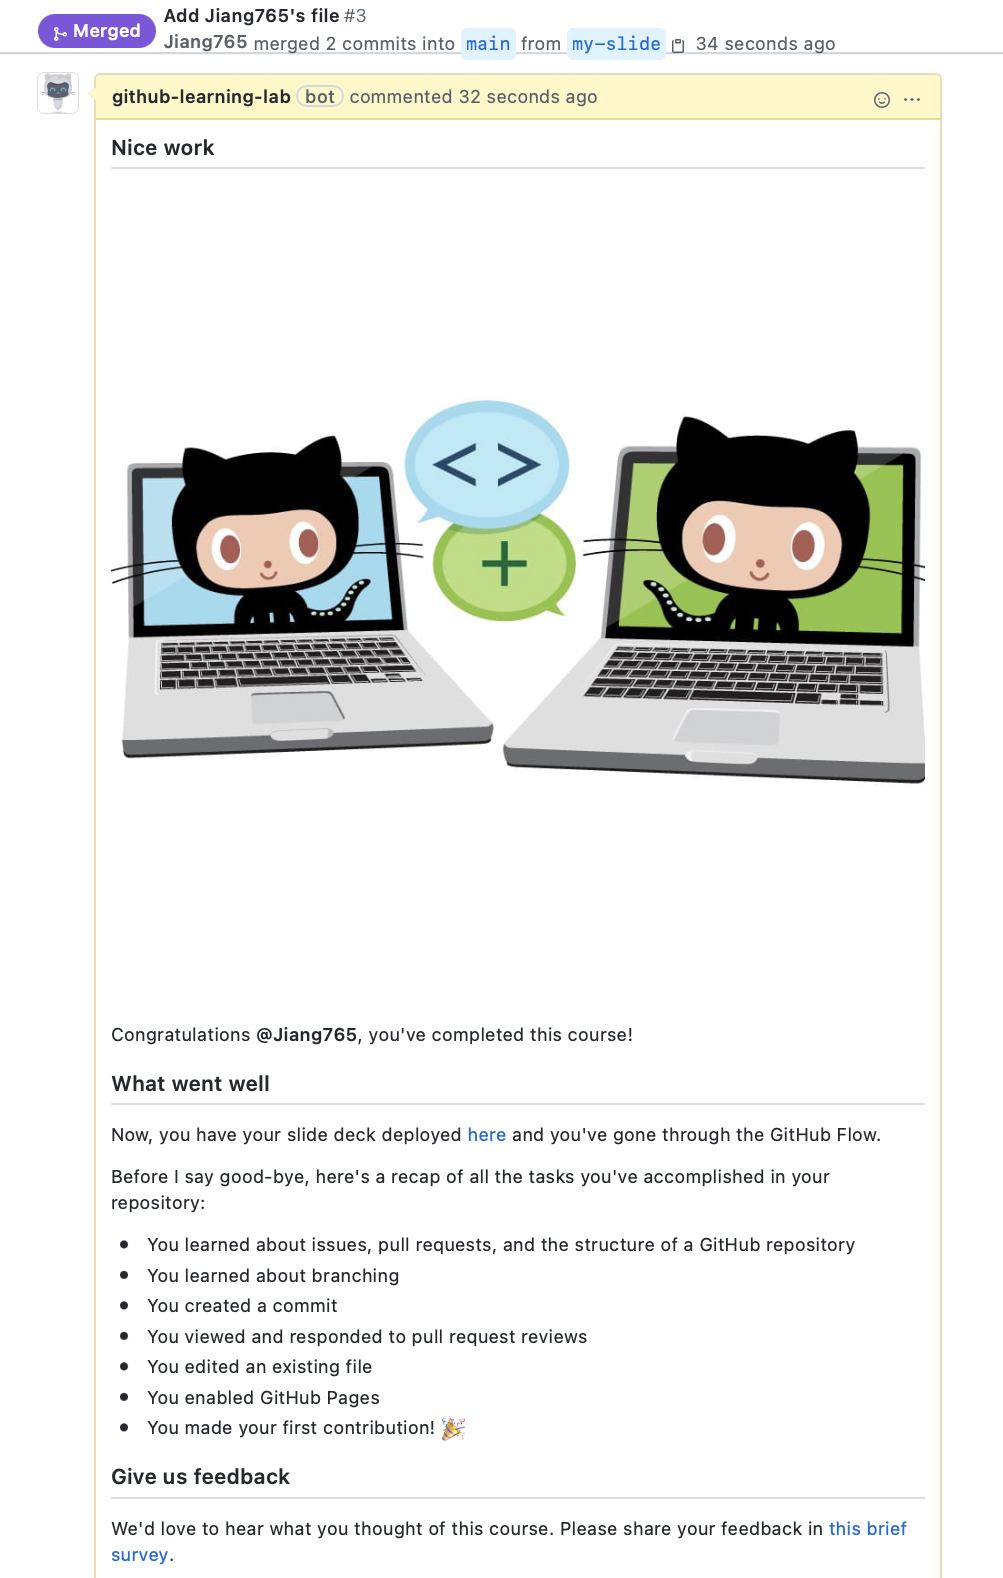 Merged
Add Jiang765's file #3
Jiang765 merged 2 commits into main from my-slide 34 seconds ago
github-learning-lab bot commented 32 seconds ago
Nice work
< >
+
Congratulations @Jiang765, you've completed this course!
What went well
Now, you have your slide deck deployed here and you've gone through the GitHub Flow.
Before I say good-bye, here's a recap of all the tasks you've accomplished in your
repository:
• You learned about issues, pull requests, and the structure of a GitHub repository
• You learned about branching
• You created a commit
• You viewed and responded to pull request reviews
• You edited an existing file
• You enabled GitHub Pages
• You made your first contribution! 🎉
Give us feedback
We'd love to hear what you thought of this course. Please share your feedback in this brief
survey.